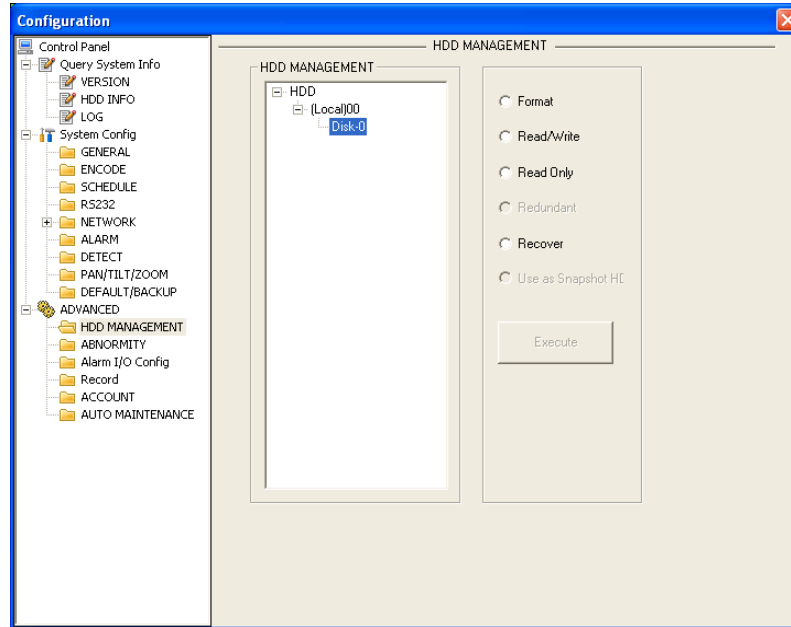 Configuration
Control Panel
Query System Info
VERSION
HDD INFO
LOG
System Config
GENERAL
ENCODE
SCHEDULE
RS232
NETWORK
ALARM
DETECT
PAN/TILT/ZOOM
DEFAULT/BACKUP
ADVANCED
HDD MANAGEMENT
ABNORMITY
Alarm I/O Config
Record
ACCOUNT
AUTO MAINTENANCE
HDD MANAGEMENT
HDD MANAGEMENT
HDD
(Local)00
Disk-0
Format
Read/Write
Read Only
Redundant
Recover
Use as Snapshot HD
Execute